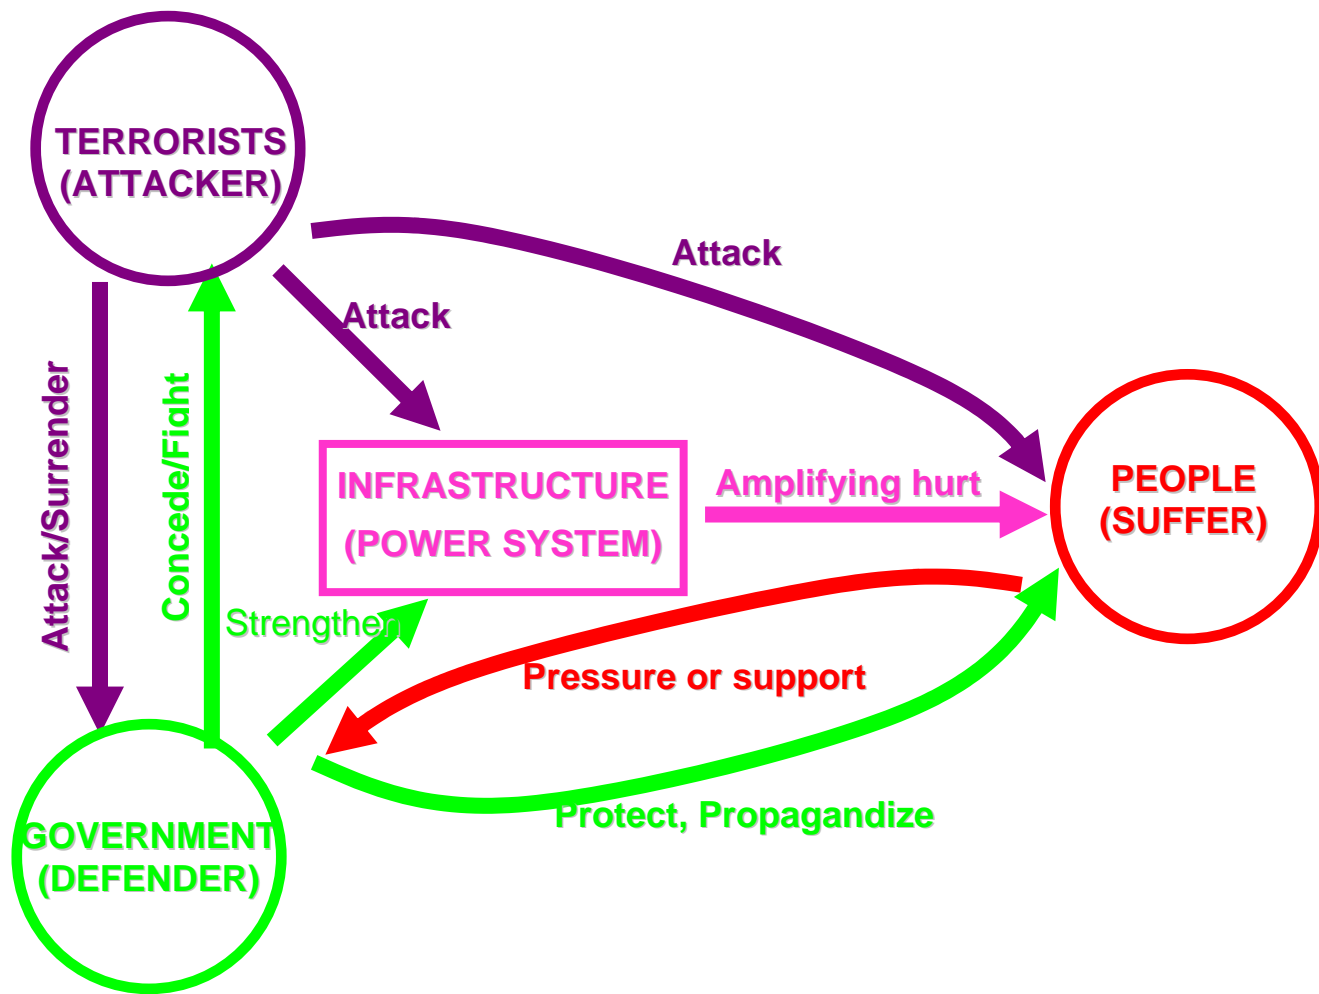 TERRORISTS
(ATTACKER)
Attack
Attack
Attack/Surrender
Concede/Fight
INFRASTRUCTURE
(POWER SYSTEM)
Amplifying hurt
PEOPLE
(SUFFER)
Strengthen
Pressure or support
Protect, Propagandize
GOVERNMENT
(DEFENDER)